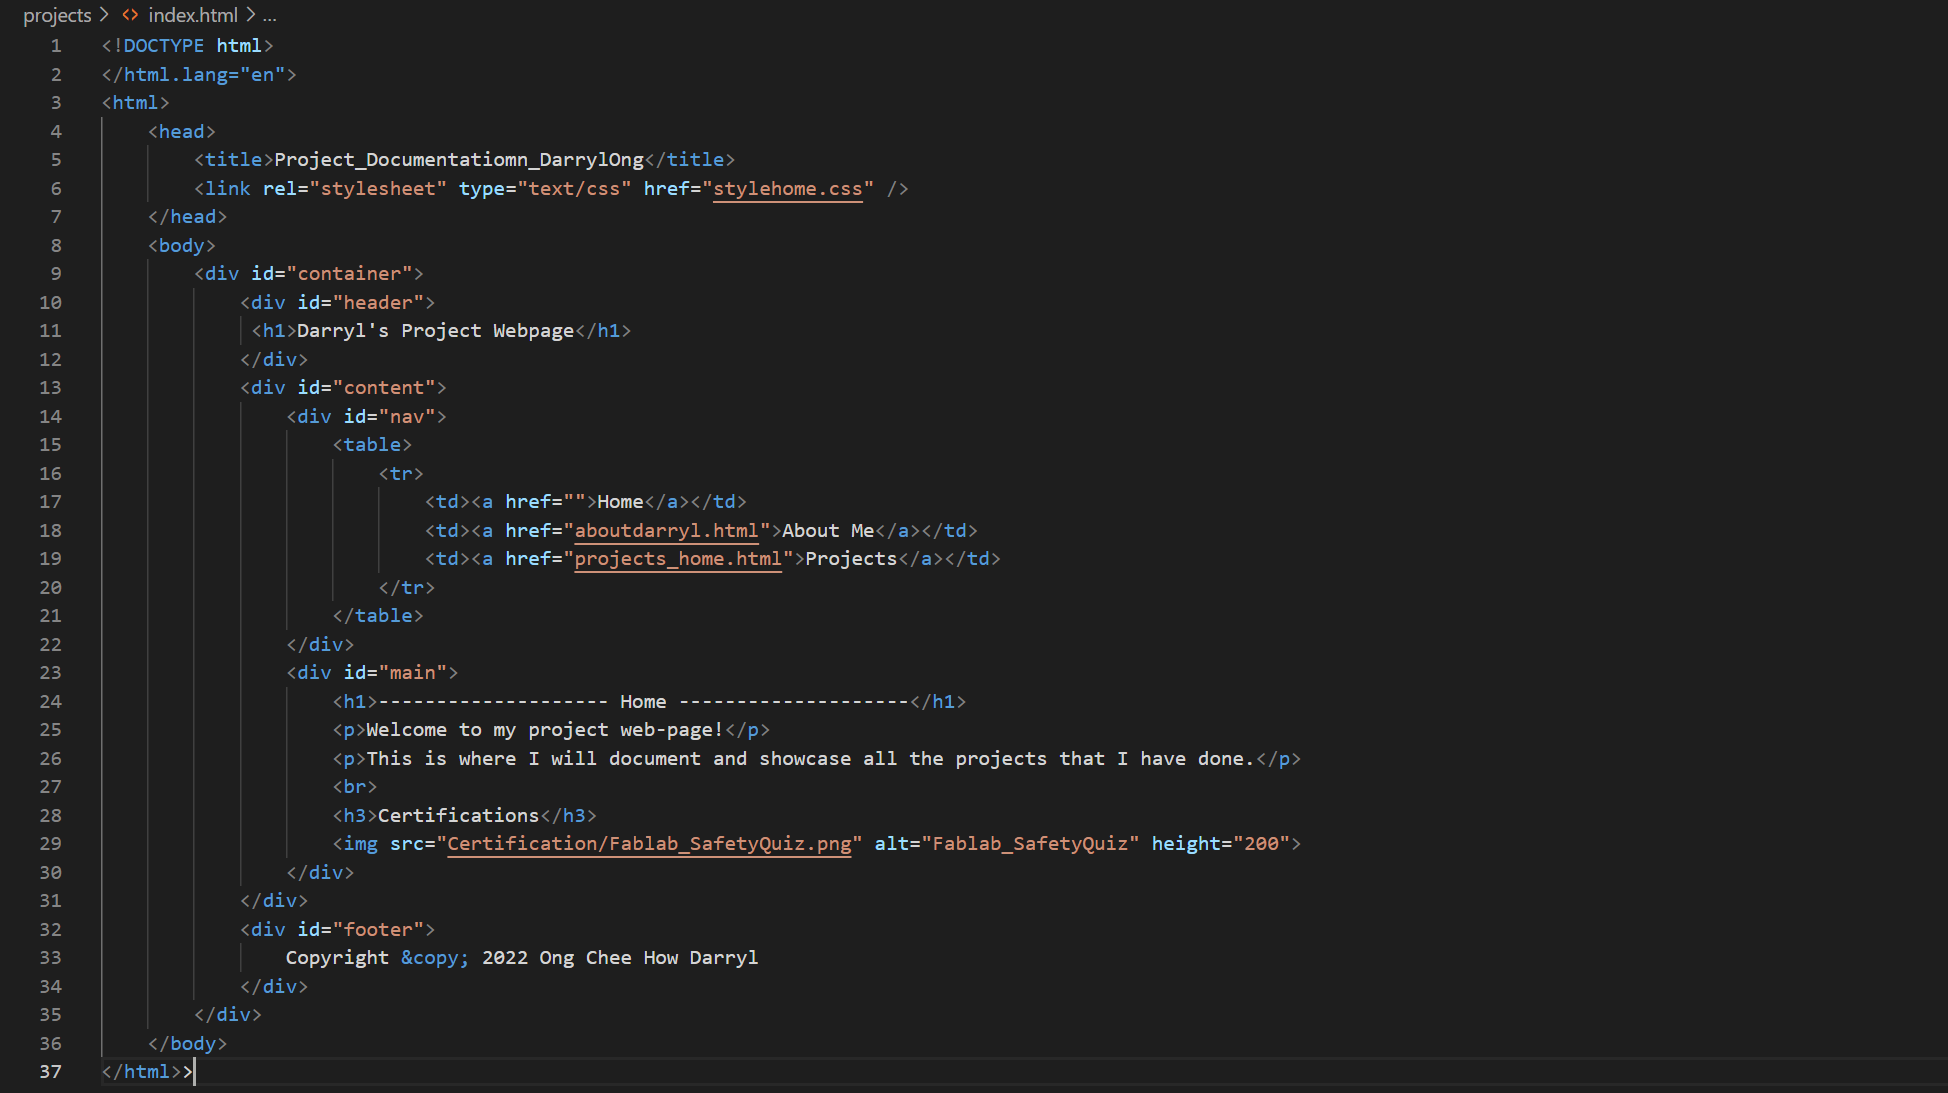 projects > <> index.html > ...
1 <!DOCTYPE html>
2 </html.lang="en">
3 <html>
4     <head>
5         <title>Project_Documentatiomn_DarrylOng</title>
6         <link rel="stylesheet" type="text/css" href="stylehome.css" />
7     </head>
8     <body>
9         <div id="container">
10             <div id="header">
11              <h1>Darryl's Project Webpage</h1>
12             </div>
13             <div id="content">
14                 <div id="nav">
15                     <table>
16                         <tr>
17                             <td><a href="">Home</a></td>
18                             <td><a href="aboutdarryl.html">About Me</a></td>
19                             <td><a href="projects_home.html">Projects</a></td>
20                         </tr>
21                     </table>
22                 </div>
23                 <div id="main">
24                     <h1>-------------------- Home --------------------</h1>
25                     <p>Welcome to my project web-page!</p>
26                     <p>This is where I will document and showcase all the projects that I have done.</p>
27                     <br>
28                     <h3>Certifications</h3>
29                     <img src="Certification/Fablab_SafetyQuiz.png" alt="Fablab_SafetyQuiz" height="200">
30                 </div>
31             </div>
32             <div id="footer">
33                 Copyright &copy; 2022 Ong Chee How Darryl
34             </div>
35         </div>
36     </body>
37 </html>>